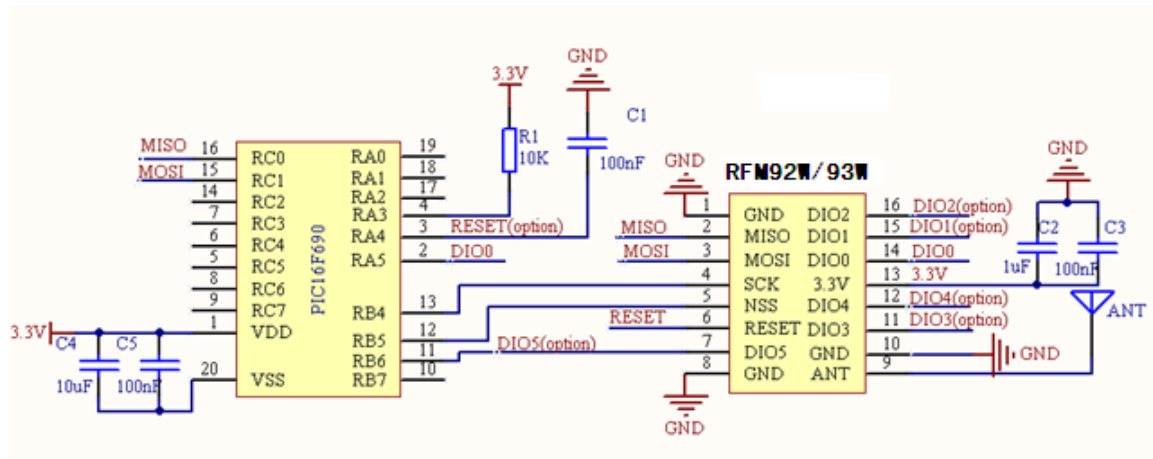 GND
3.3V
C1
R1
10K
100nF
MISO 16 RC0
MOSI 15 RC1
14 RC2
7 RC3
6 RC4
5 RC5
8 RC6
9 RC7
3.3V
1 VDD
20 VSS
C4 C5
10uF 100nF
PIC16F690
RA0 19
RA1 18
RA2 17
RA3 4
RA4 3 RESET(option)
RA5 2 DIO0
RB4 13
RB5 12
RB6 11 DIO5(option)
RB7 10
RFM92W/93W
GND
1 GND
MISO 2 MISO
MOSI 3 MOSI
4 SCK
5 NSS
RESET 6 RESET
7 DIO5
8 GND
GND
DIO2 16 DIO2(option)
DIO1 15 DIO1(option)
DIO0 14 DIO0
3.3V 13 3.3V
DIO4 12 DIO4(option)
DIO3 11 DIO3(option)
GND 10 GND
ANT 9
GND
C2 C3
1uF 100nF
ANT